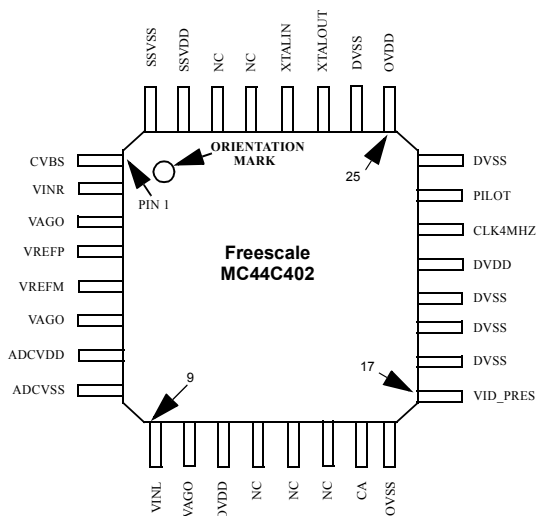 SSVSS
SSVDD
NC
NC
XTALIN
XTALOUT
DVSS
OVDD
ORIENTATION
MARK
25
CVBS
VINR
VAGO
VREFP
VREFM
VAGO
ADCVDD
ADCVSS
PIN 1
Freescale
MC44C402
DVSS
PILOT
CLK4MHZ
DVDD
DVSS
DVSS
DVSS
VID_PRES
9
17
VINL
VAGO
OVDD
NC
NC
NC
CA
OVSS